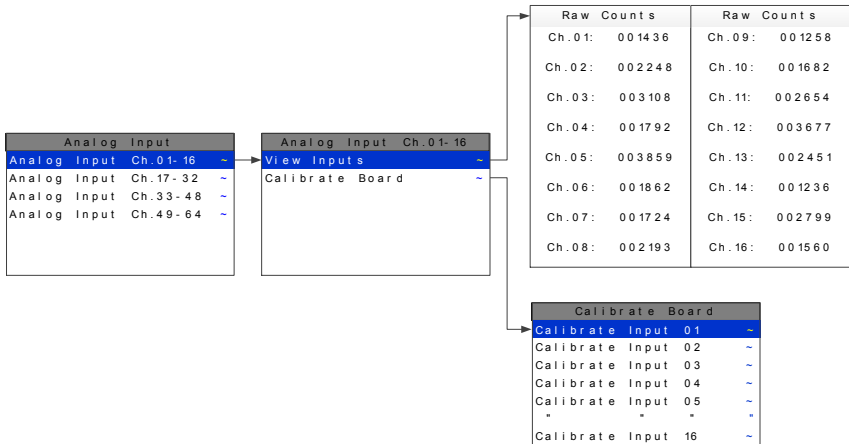 Analog Input
Analog Input Ch.01-16 ~
Analog Input Ch.17-32 ~
Analog Input Ch.33-48 ~
Analog Input Ch.49-64 ~
Analog Input Ch.01-16
View Inputs ~
Calibrate Board ~
Raw Counts Raw Counts
Ch.01: 001436 Ch.09: 001258
Ch.02: 002248 Ch.10: 001682
Ch.03: 003108 Ch.11: 002654
Ch.04: 001792 Ch.12: 003677
Ch.05: 003859 Ch.13: 002451
Ch.06: 001862 Ch.14: 001236
Ch.07: 001724 Ch.15: 002799
Ch.08: 002193 Ch.16: 001560
Calibrate Board
Calibrate Input 01 ~
Calibrate Input 02 ~
Calibrate Input 03 ~
Calibrate Input 04 ~
Calibrate Input 05 ~
" " " "
Calibrate Input 16 ~